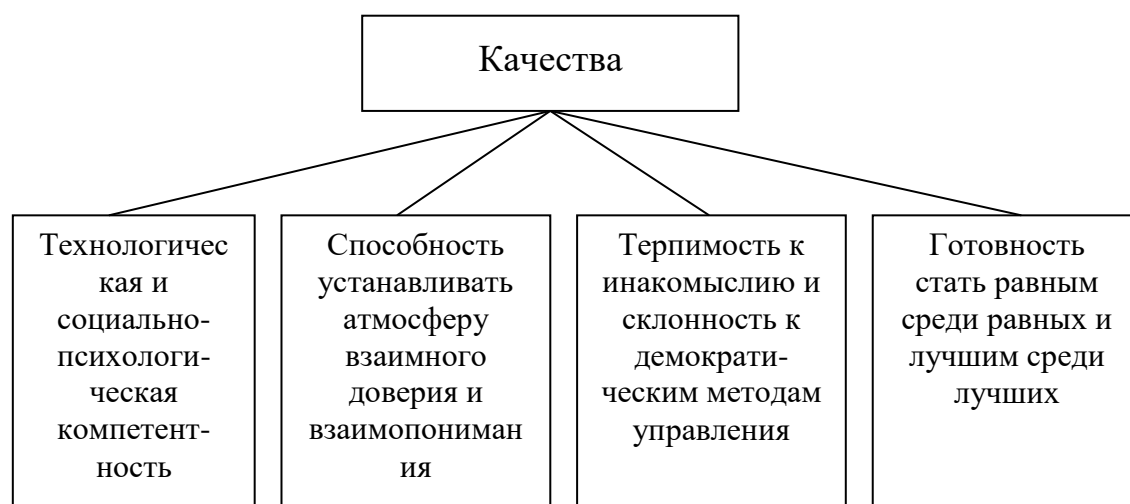 Качества
Технологичес
кая и
социально-
психологи-
ческая
компетент-
ность
Способность
устанавливать
атмосферу
взаимного
доверия и
взаимопониман
ия
Терпимость к
инакомыслию и
склонность к
демократи-
ческим методам
управления
Готовность
стать равным
среди равных и
лучшим среди
лучших